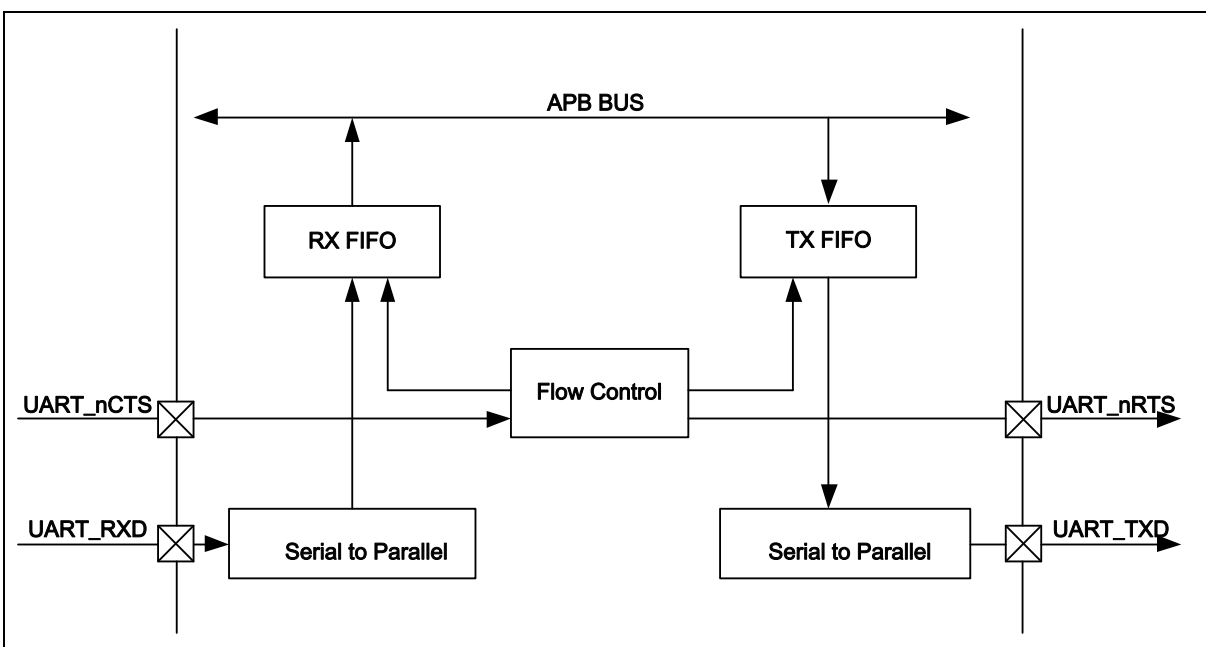 APB BUS
RX FIFO
TX FIFO
Flow Control
UART_nCTS
UART_nRTS
UART_RXD
Serial to Parallel
Serial to Parallel
UART_TXD